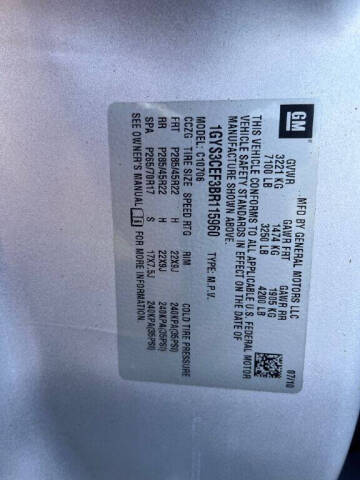 GM
MFD BY GENERAL MOTORS LLC
07/10
GVWR GAWR FRT GAWR RR
3221 KG 1474 KG 1905 KG
7100 LB 3250 LB 4200 LB
THIS VEHICLE CONFORMS TO ALL APPLICABLE U.S. FEDERAL MOTOR
VEHICLE SAFETY STANDARDS IN EFFECT ON THE DATE OF
MANUFACTURE SHOWN ABOVE.
1GYS3CEF3BR115960 TYPE: M.P.V.
MODEL: C10706
CCZG TIRE SIZE SPEED RTG RIM COLD TIRE PRESSURE
FRT P285/45R22 H 22X9J 240KPA(35PSI)
RR P285/45R22 H 22X9J 240KPA(35PSI)
SPA P265/70R17 S 17X7.5J 240KPA(35PSI)
SEE OWNER'S MANUAL FOR MORE INFORMATION.